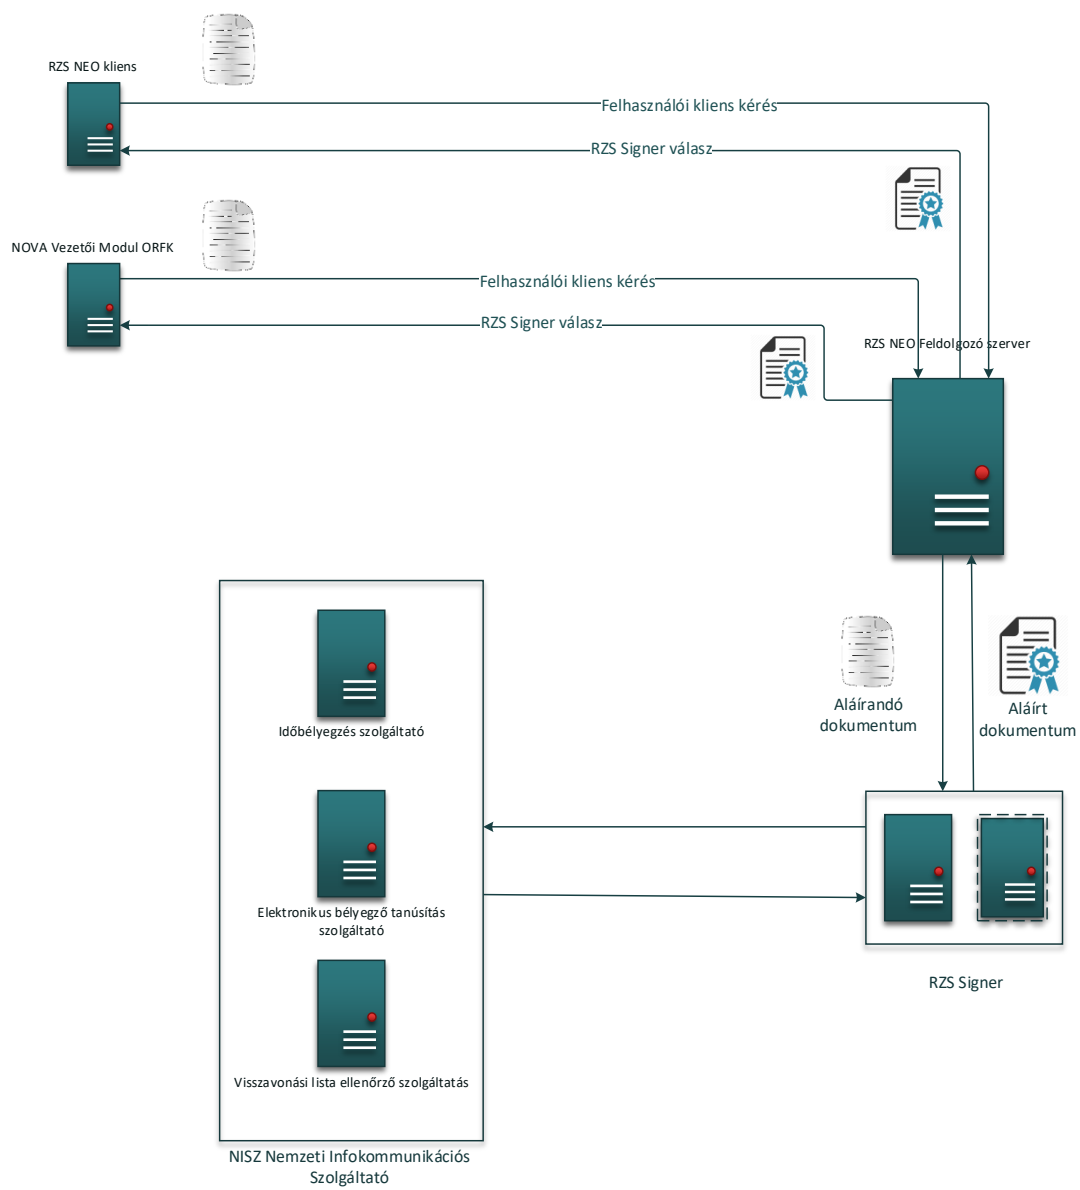 RZS NEO kliens
Felhasználói kliens kérés
RZS Signer válasz
NOVA Vezetői Modul ORFK
Felhasználói kliens kérés
RZS Signer válasz
RZS NEO Feldolgozó szerver
Aláírandó
dokumentum
Aláírt
dokumentum
Időbélyegzés szolgáltató
Elektronikus bélyegző tanúsítás
szolgáltató
RZS Signer
Visszavonási lista ellenőrző szolgáltatás
NISZ Nemzeti Infokommunikációs
Szolgáltató